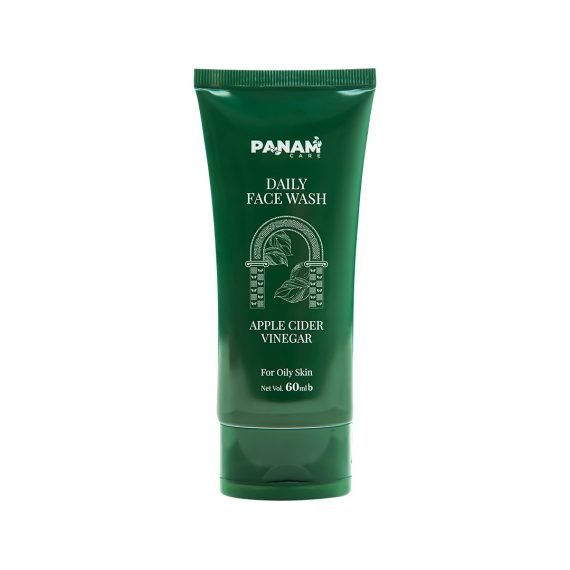 PANAM
CARE
DAILY
FACE WASH
APPLE CIDER
VINEGAR
For Oily Skin
Net Vol. 60ml b